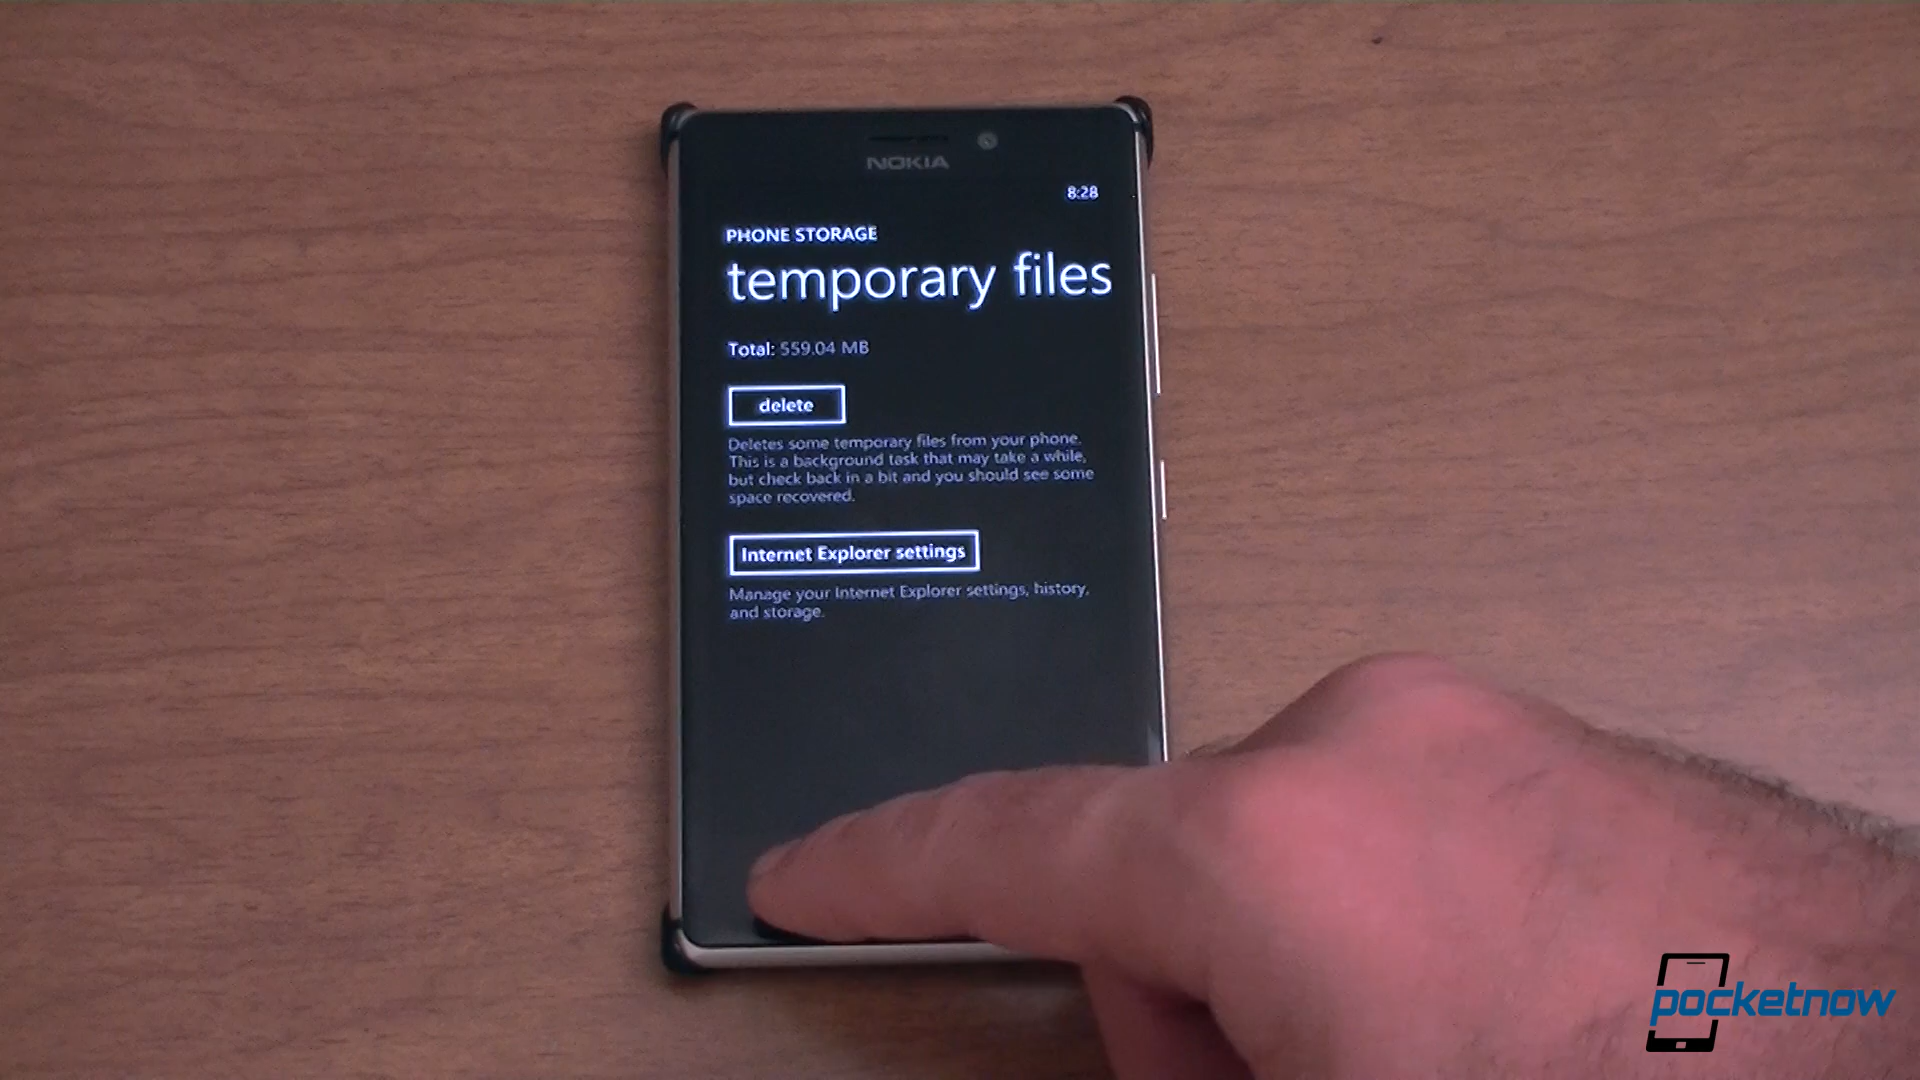 NOKIA
8:28
PHONE STORAGE
temporary files
Total: 559.04 MB
delete
Deletes some temporary files from your phone.
This is a background task that may take a while,
but check back in a bit and you should see some
space recovered.
Internet Explorer settings
Manage your Internet Explorer settings, history,
and storage.
pocketnow